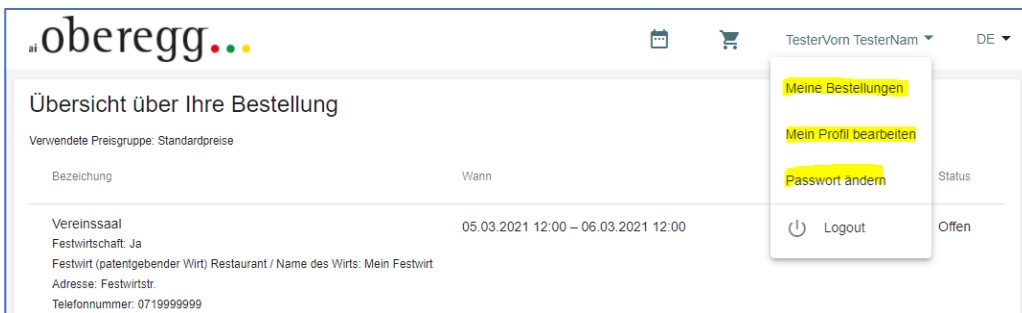 ai oberegg...
TesterVorn TesterNam
DE
Meine Bestellungen
Mein Profil bearbeiten
Passwort ändern
Logout
Übersicht über Ihre Bestellung
Verwendete Preisgruppe: Standardpreise
Bezeichung
Wann
Status
Vereinssaal
05.03.2021 12:00 – 06.03.2021 12:00
Offen
Festwirtschaft: Ja
Festwirt (patentgebender Wirt) Restaurant / Name des Wirts: Mein Festwirt
Adresse: Festwirtstr.
Telefonnummer: 0719999999